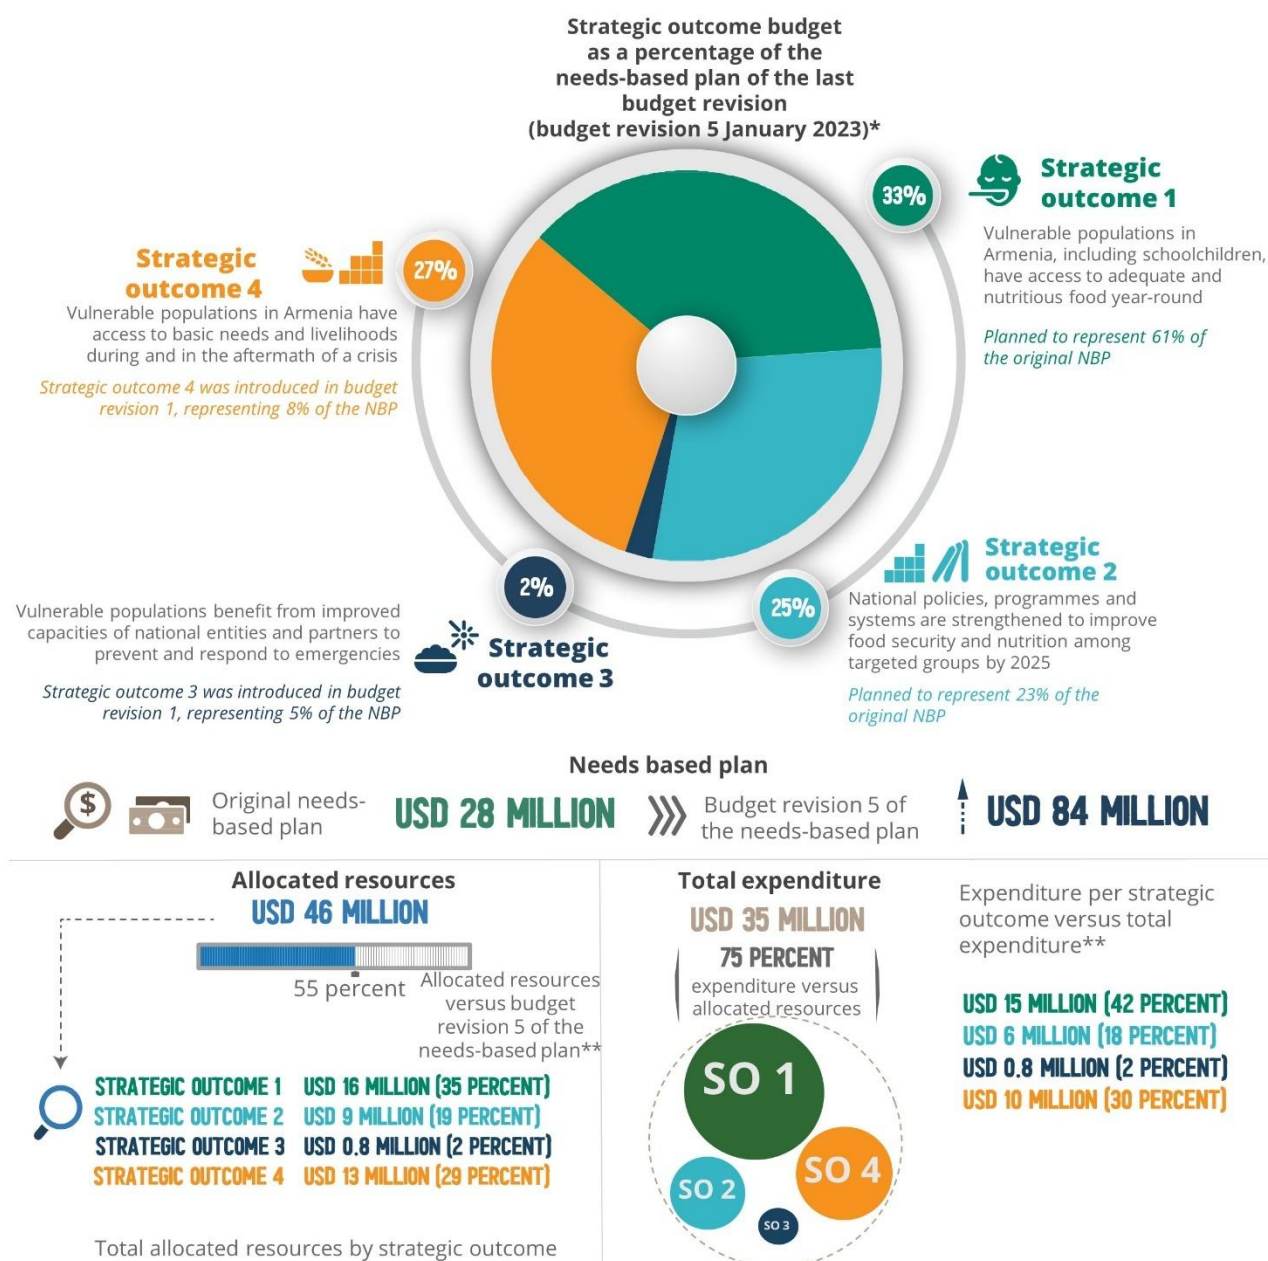 Strategic outcome budget
as a percentage of the
needs-based plan of the last
budget revision
(budget revision 5 January 2023)*
33%
Strategic
outcome 1
Vulnerable populations in
Armenia, including schoolchildren,
have access to adequate and
nutritious food year-round
Planned to represent 61% of
the original NBP
27%
Strategic
outcome 4
Vulnerable populations in Armenia have
access to basic needs and livelihoods
during and in the aftermath of a crisis
Strategic outcome 4 was introduced in budget
revision 1, representing 8% of the NBP
25%
Strategic
outcome 2
National policies, programmes and
systems are strengthened to improve
food security and nutrition among
targeted groups by 2025
Planned to represent 23% of the
original NBP
2%
Strategic
outcome 3
Vulnerable populations benefit from improved
capacities of national entities and partners to
prevent and respond to emergencies
Strategic outcome 3 was introduced in budget
revision 1, representing 5% of the NBP
Needs based plan
$
Original needs-
based plan
USD 28 MILLION
Budget revision 5 of
the needs-based plan
USD 84 MILLION
Allocated resources
USD 46 MILLION
55 percent
Allocated resources
versus budget
revision 5 of the
needs-based plan**
STRATEGIC OUTCOME 1 USD 16 MILLION (35 PERCENT)
STRATEGIC OUTCOME 2 USD 9 MILLION (19 PERCENT)
STRATEGIC OUTCOME 3 USD 0.8 MILLION (2 PERCENT)
STRATEGIC OUTCOME 4 USD 13 MILLION (29 PERCENT)
Total allocated resources by strategic outcome
Total expenditure
USD 35 MILLION
75 PERCENT
expenditure versus
allocated resources
SO 1
SO 4
SO 2
SO 3
Expenditure per strategic
outcome versus total
expenditure**
USD 15 MILLION (42 PERCENT)
USD 6 MILLION (18 PERCENT)
USD 0.8 MILLION (2 PERCENT)
USD 10 MILLION (30 PERCENT)